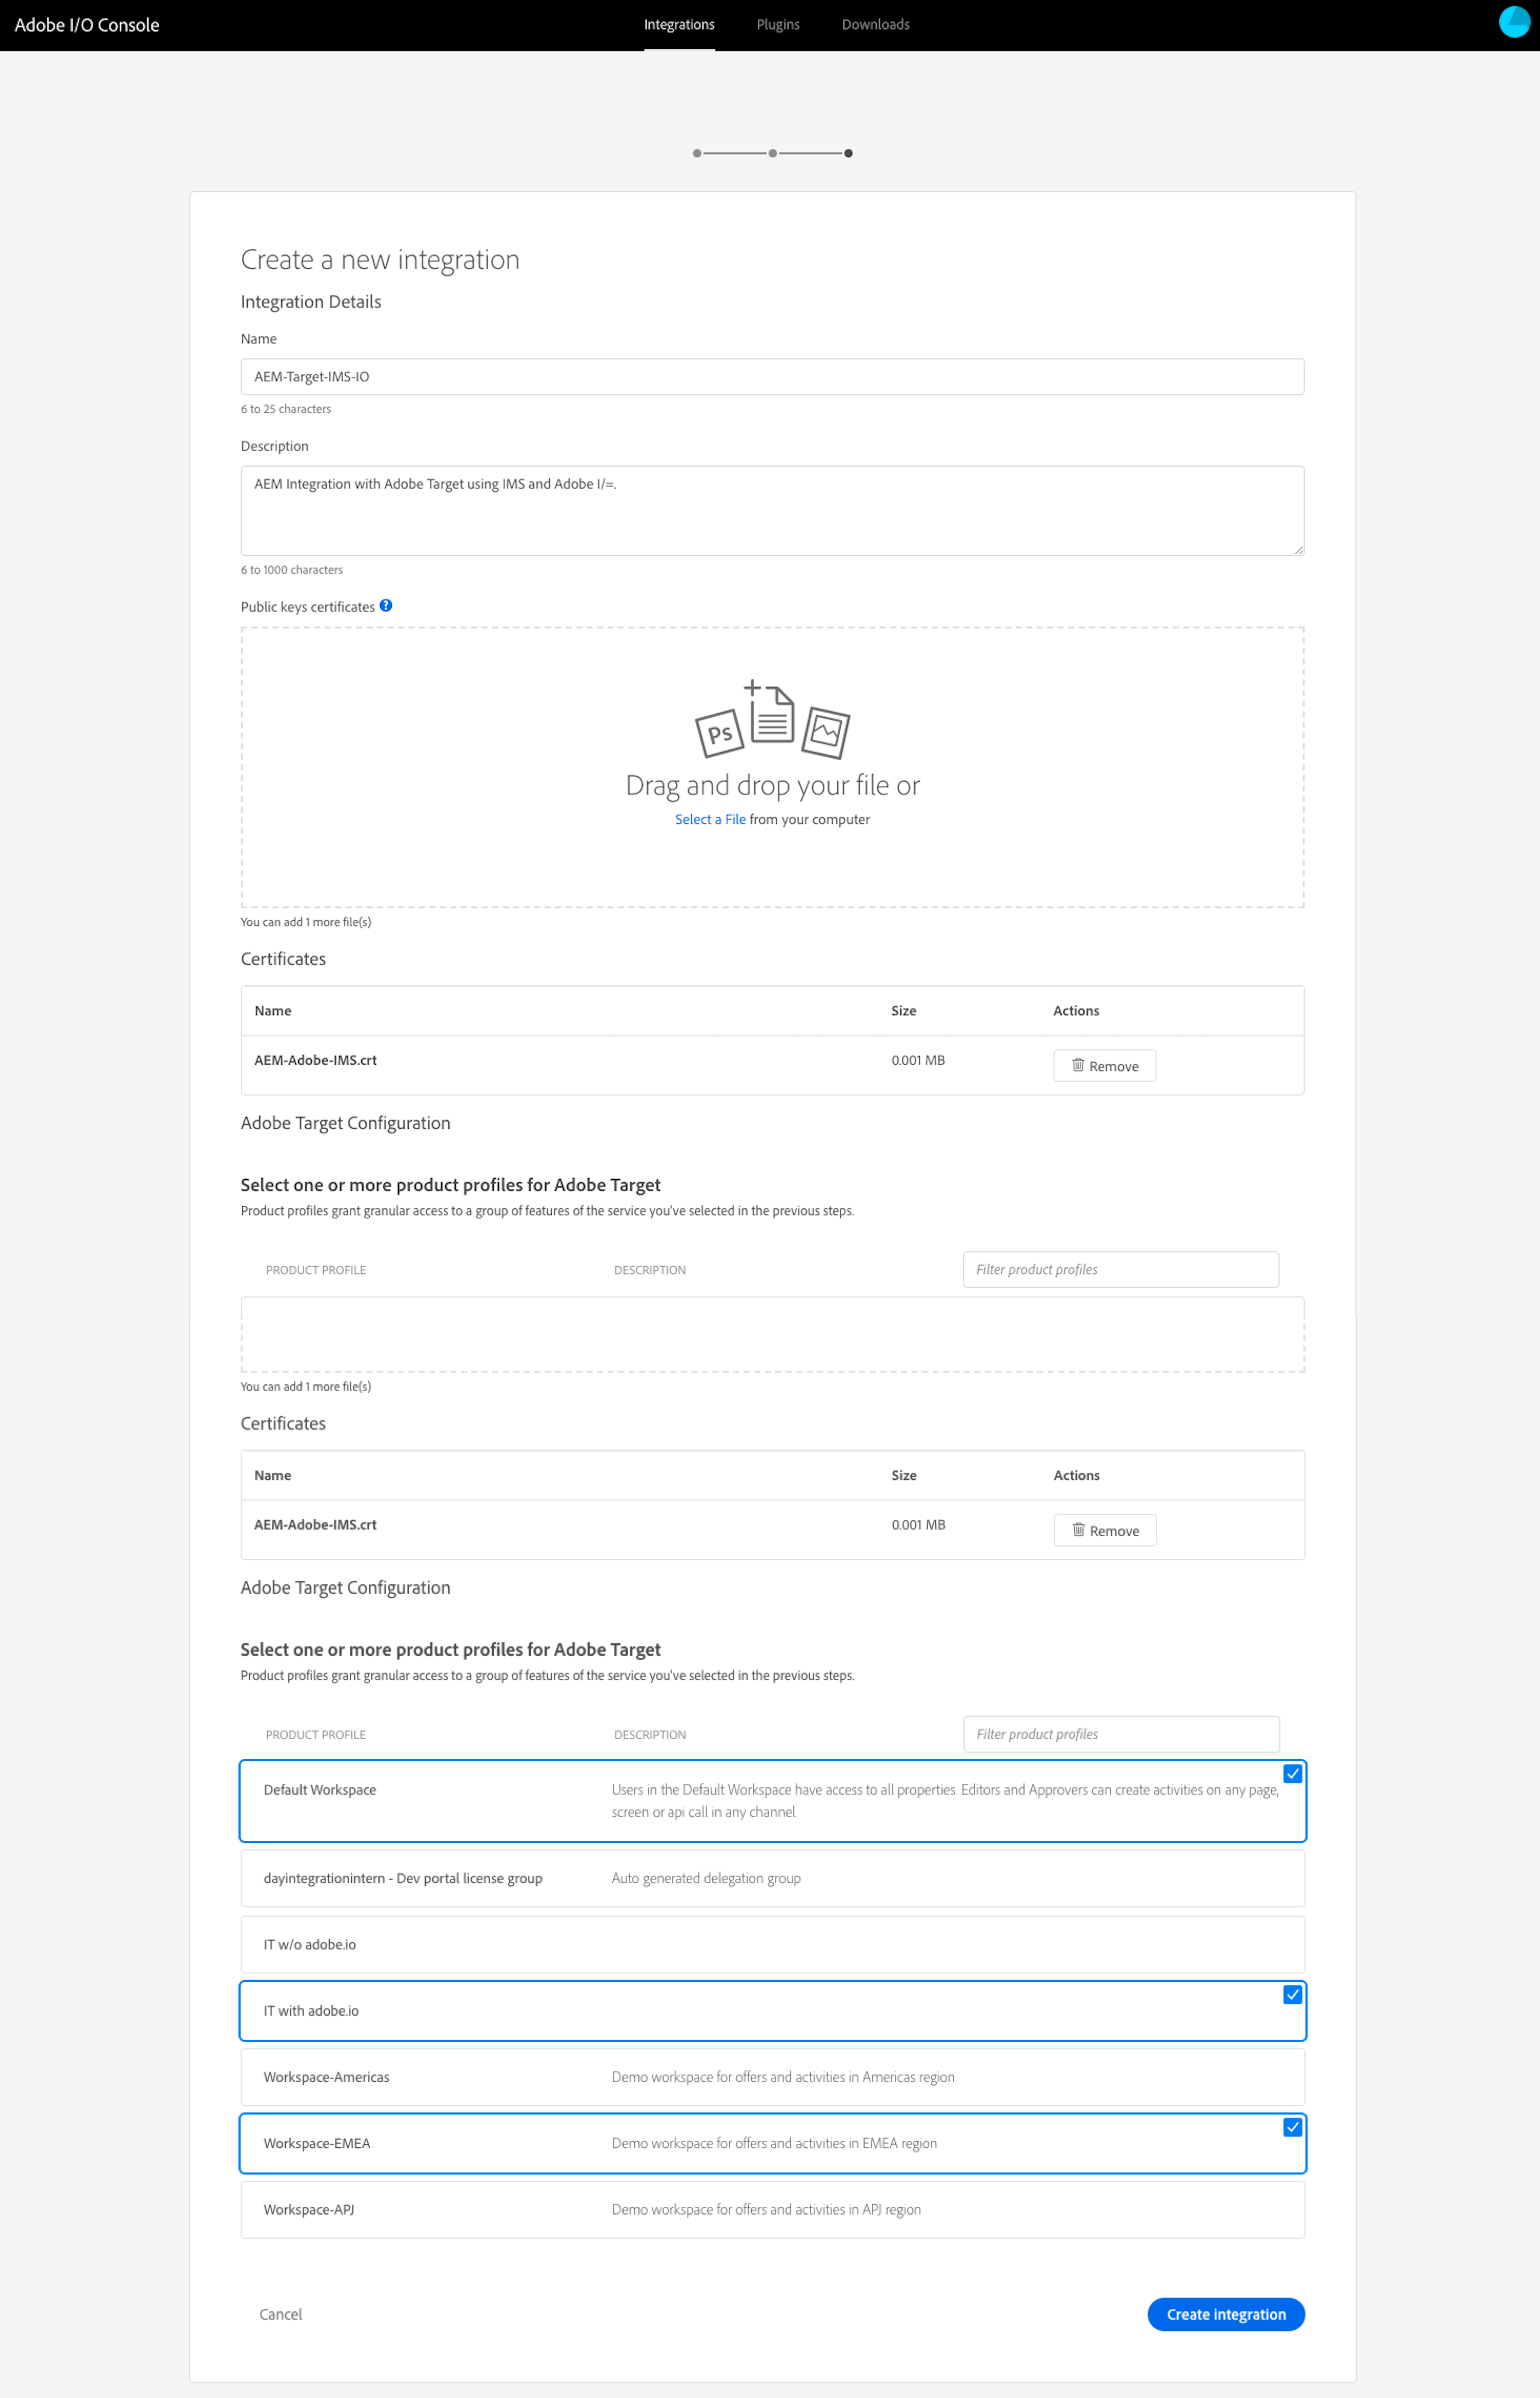 Adobe I/O Console
Integrations
Plugins
Downloads
Create a new integration
Integration Details
Name
AEM-Target-IMS-IO
6 to 25 characters
Description
AEM Integration with Adobe Target using IMS and Adobe I/=.
6 to 1000 characters
Public keys certificates ?
Ps
Drag and drop your file or
Select a File from your computer
You can add 1 more file(s)
Certificates
Name Size Actions
AEM-Adobe-IMS.crt 0.001 MB Remove
Adobe Target Configuration
Select one or more product profiles for Adobe Target
Product profiles grant granular access to a group of features of the service you've selected in the previous steps.
PRODUCT PROFILE DESCRIPTION Filter product profiles
You can add 1 more file(s)
Certificates
Name Size Actions
AEM-Adobe-IMS.crt 0.001 MB Remove
Adobe Target Configuration
Select one or more product profiles for Adobe Target
Product profiles grant granular access to a group of features of the service you've selected in the previous steps.
PRODUCT PROFILE DESCRIPTION Filter product profiles
Default Workspace Users in the Default Workspace have access to all properties. Editors and Approvers can create activities on any page,
screen or api call in any channel.
dayintegrationintern - Dev portal license group Auto generated delegation group
IT w/o adobe.io
IT with adobe.io
Workspace-Americas Demo workspace for offers and activities in Americas region
Workspace-EMEA Demo workspace for offers and activities in EMEA region
Workspace-APJ Demo workspace for offers and activities in APJ region
Cancel Create integration